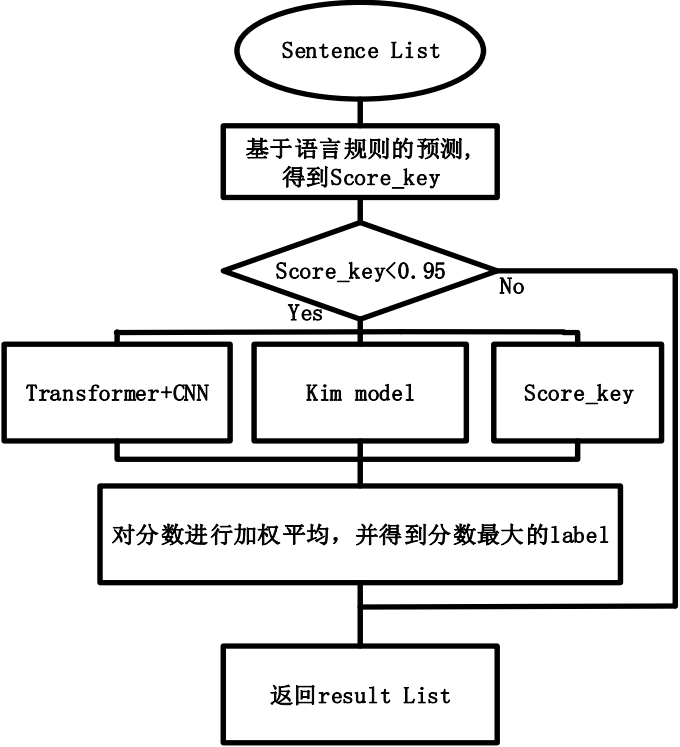 Sentence List
基于语言规则的预测,
得到Score_key
Score_key<0.95
No
Yes
Transformer+CNN
Kim model
Score_key
对分数进行加权平均，并得到分数最大的label
返回result List